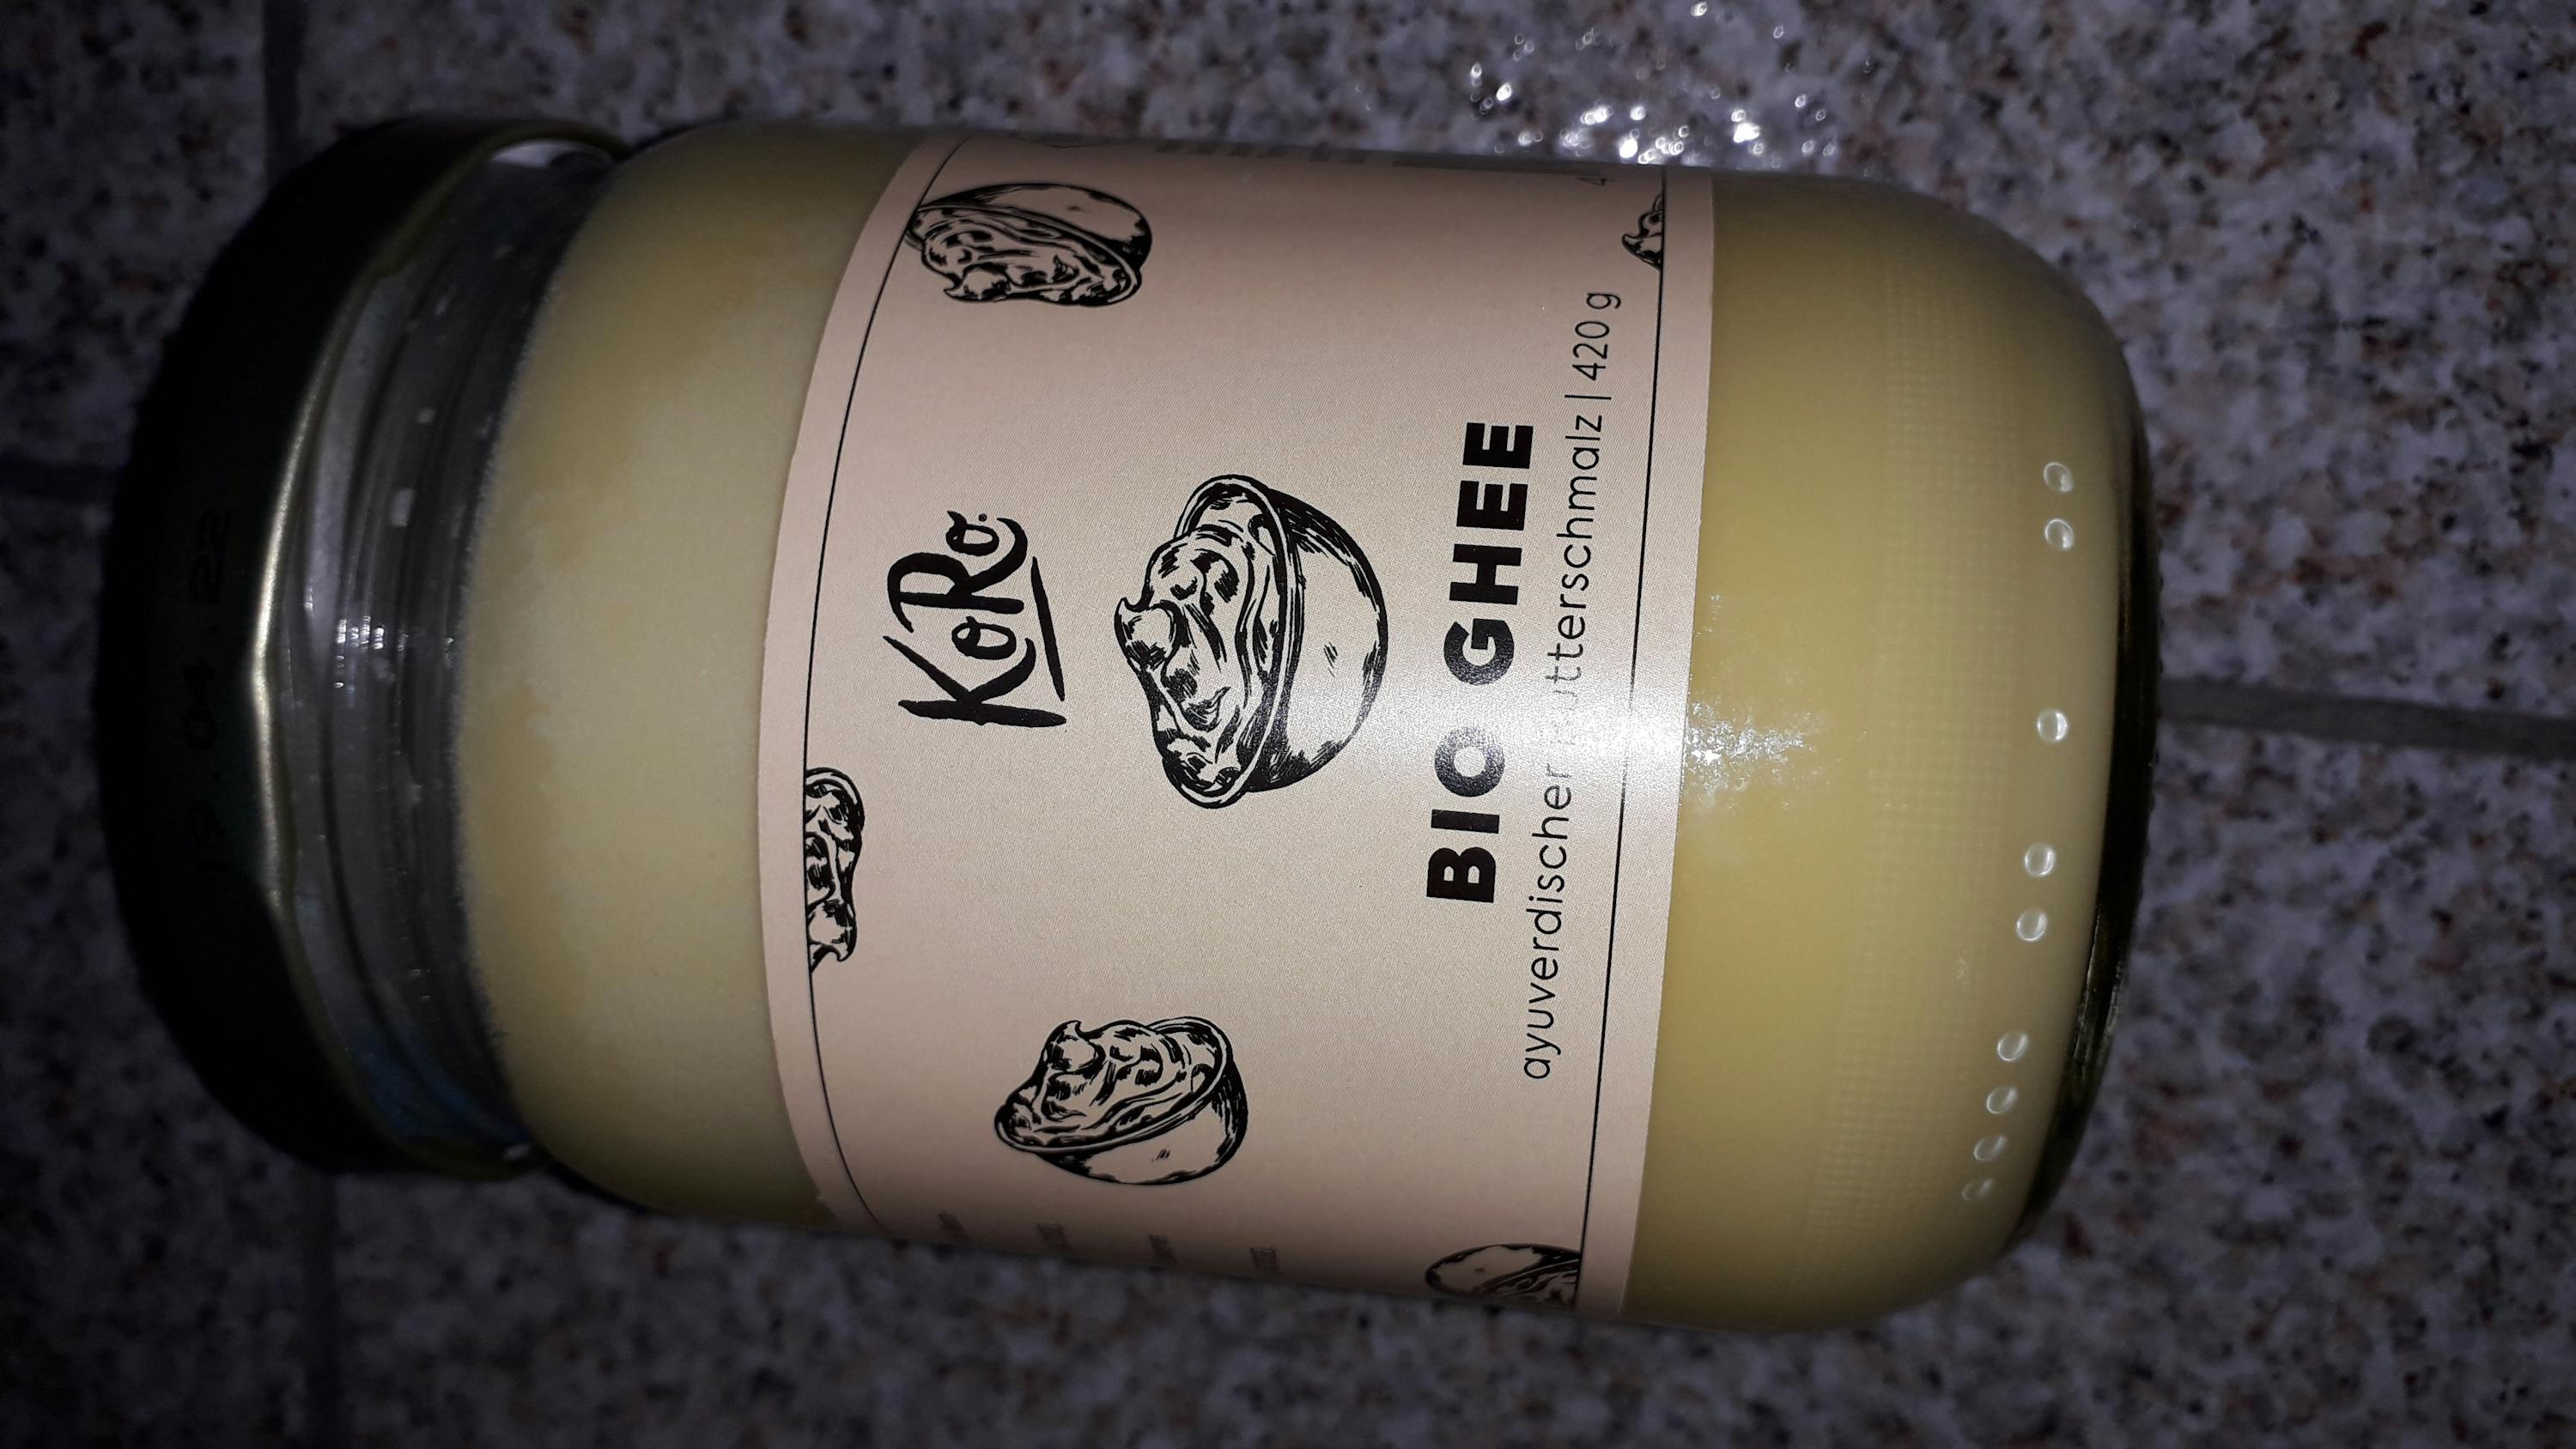 KoRo
BIO GHEE
ayuverdischer Butterschmalz | 420 g